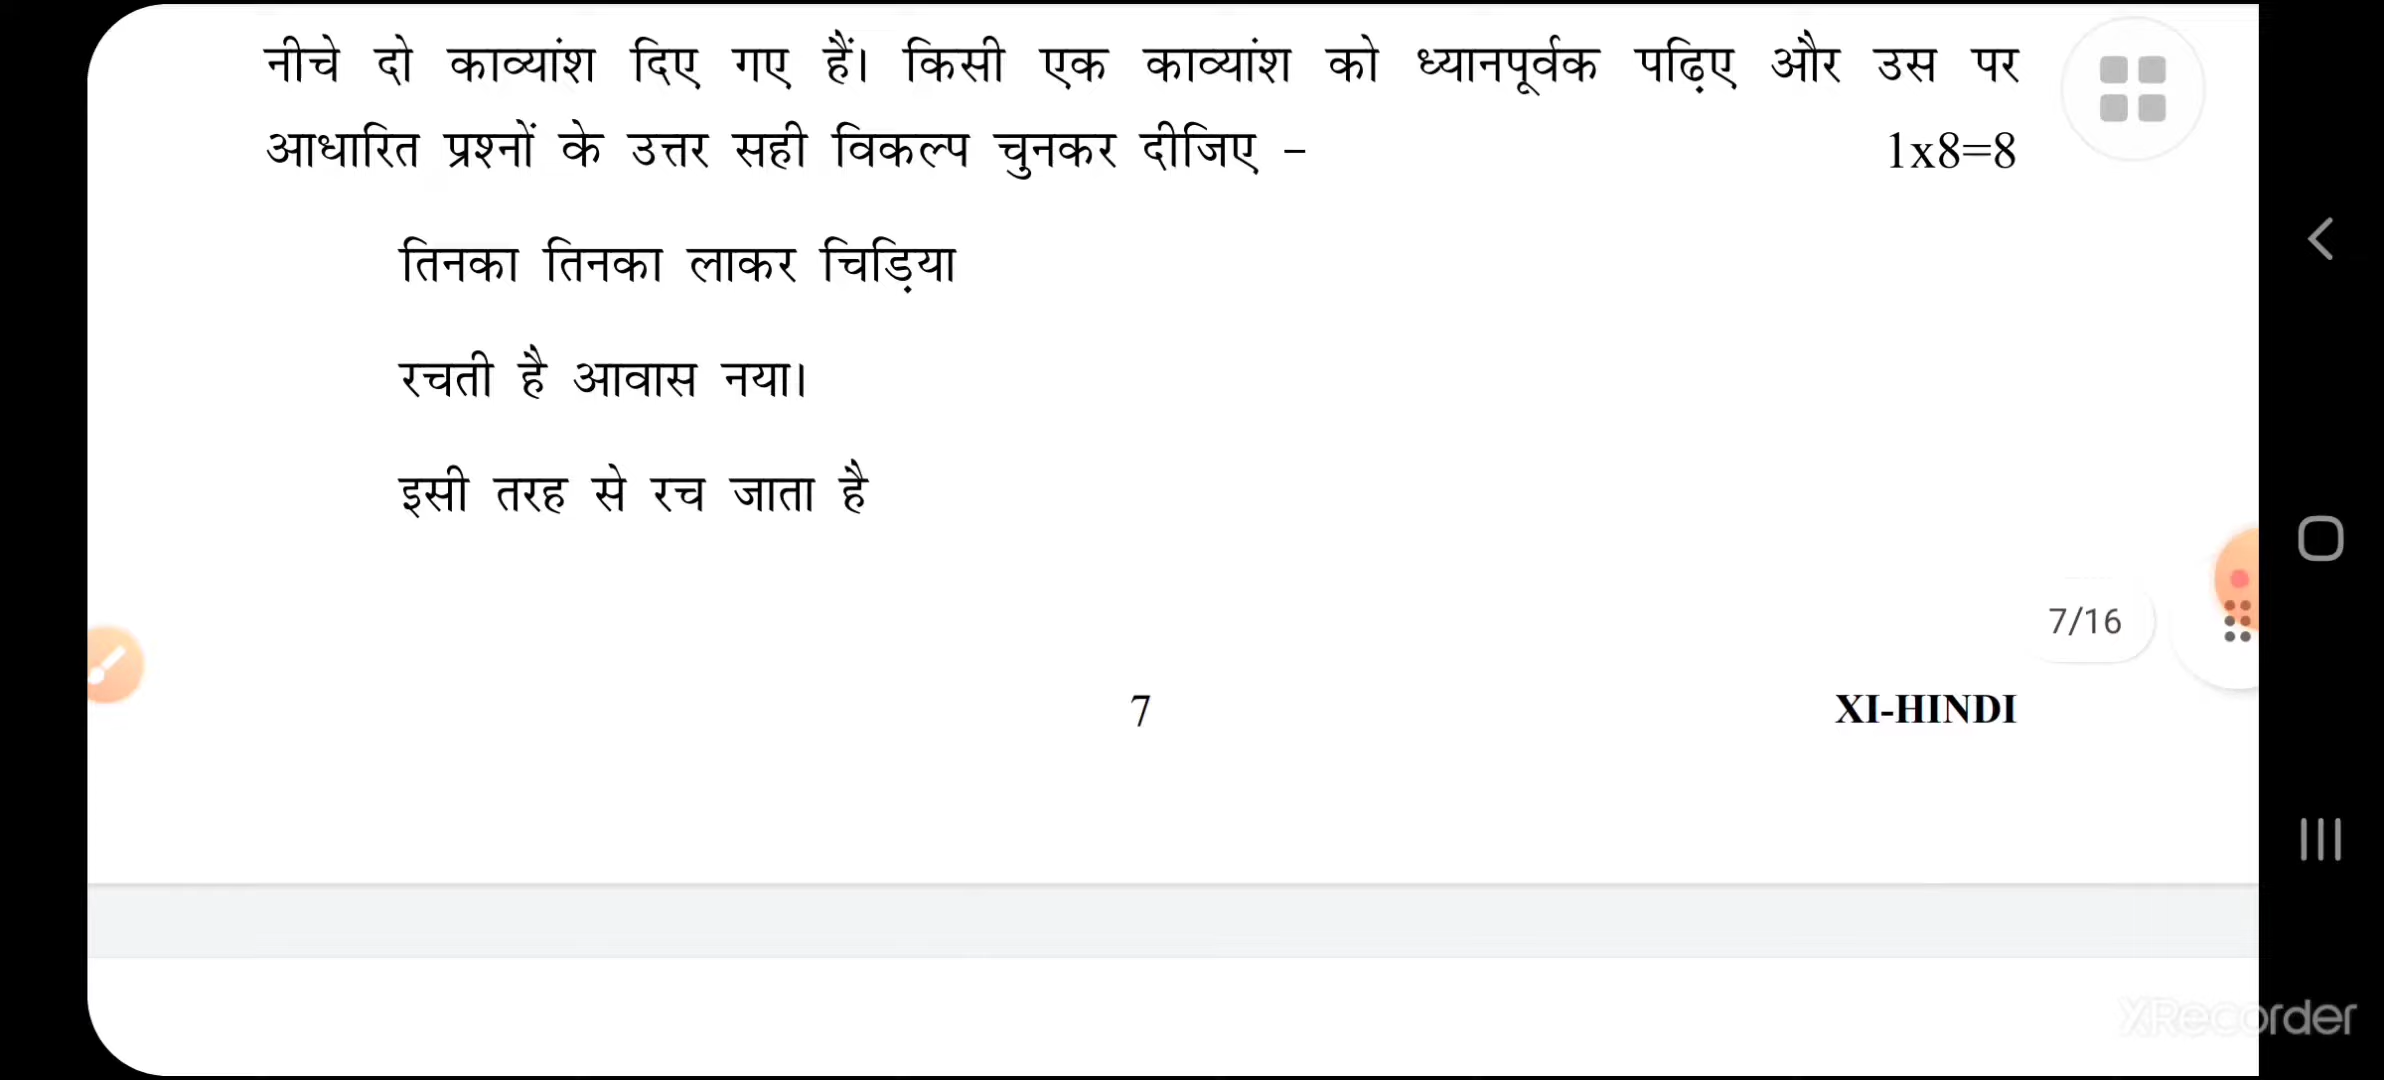 नीचे दो काव्यांश दिए गए हैं। किसी एक काव्यांश को ध्यानपूर्वक पढ़िए और उस पर
आधारित प्रश्नों के उत्तर सही विकल्प चुनकर दीजिए – 1x8=8
तिनका तिनका लाकर चिड़िया
रचती है आवास नया।
इसी तरह से रच जाता है
7/16
7 XI-HINDI
XRecorder